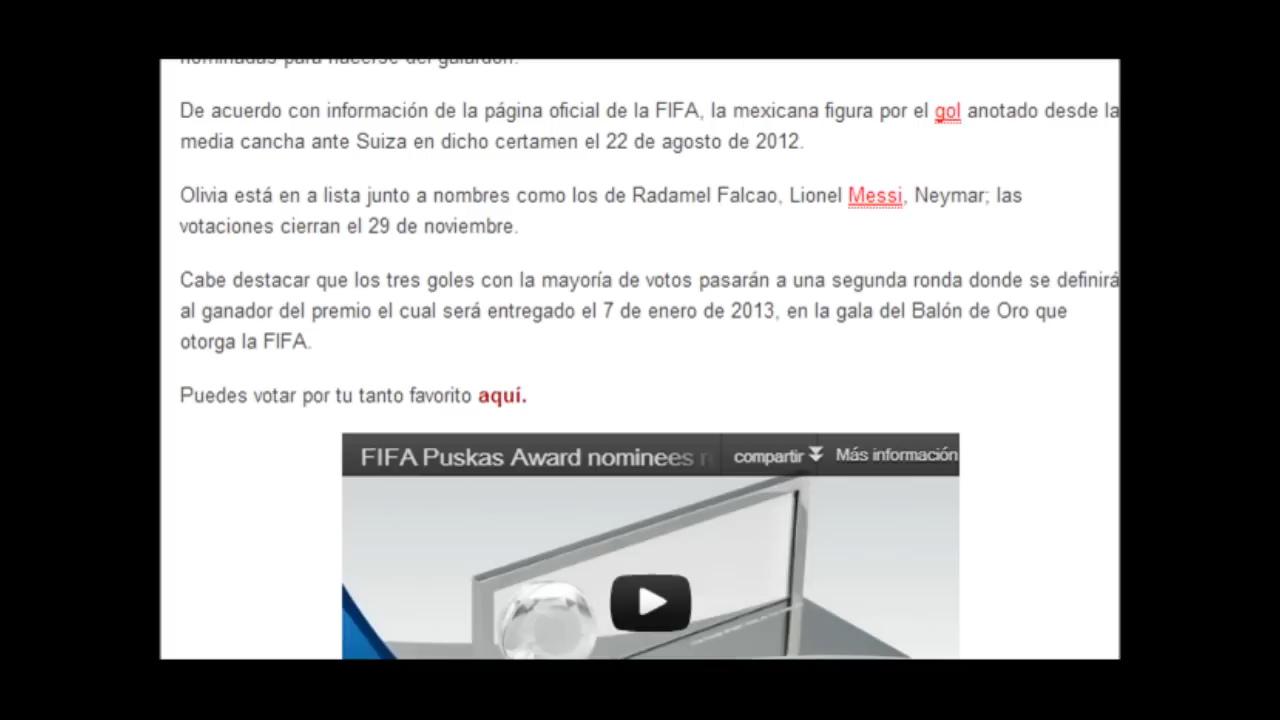 nominadas para hacerse del galardón.
De acuerdo con información de la página oficial de la FIFA, la mexicana figura por el gol anotado desde la
media cancha ante Suiza en dicho certamen el 22 de agosto de 2012.
Olivia está en a lista junto a nombres como los de Radamel Falcao, Lionel Messi, Neymar; las
votaciones cierran el 29 de noviembre.
Cabe destacar que los tres goles con la mayoría de votos pasarán a una segunda ronda donde se definirá
al ganador del premio el cual será entregado el 7 de enero de 2013, en la gala del Balón de Oro que
otorga la FIFA.
Puedes votar por tu tanto favorito aquí.
FIFA Puskas Award nominees compartir Más información